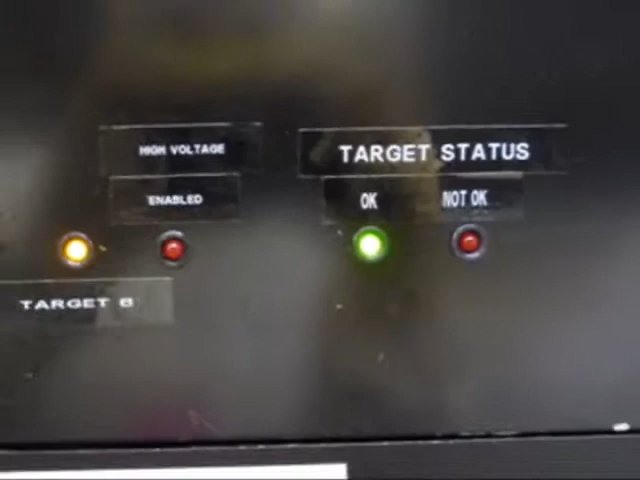 HIGH VOLTAGE
ENABLED
TARGET STATUS
OK
NOT OK
TARGET B